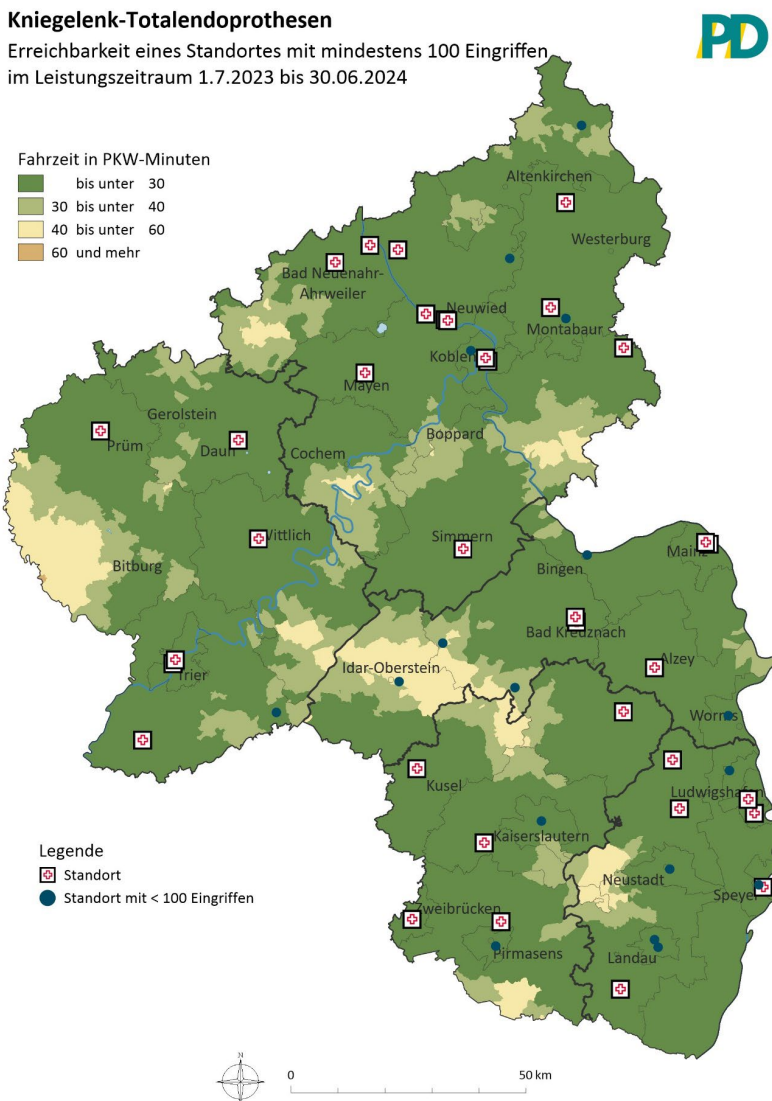 Kniegelenk-Totalendoprothesen
Erreichbarkeit eines Standortes mit mindestens 100 Eingriffen
im Leistungszeitraum 1.7.2023 bis 30.06.2024
PD
Fahrzeit in PKW-Minuten
bis unter 30
30 bis unter 40
40 bis unter 60
60 und mehr
Altenkirchen
Westerburg
Bad Neuenahr-
Ahrweiler
Neuwied
Montabaur
Koblenz
Mayen
Gerolstein
Prüm
Daun
Cochem
Boppard
Wittlich
Simmern
Bitburg
Bingen
Mainz
Bad Kreuznach
Idar-Oberstein
Alzey
Trier
Worms
Kusel
Ludwigshafen
Kaiserslautern
Neustadt
Speyer
Zweibrücken
Pirmasens
Landau
Legende
Standort
Standort mit < 100 Eingriffen
N
0 50 km